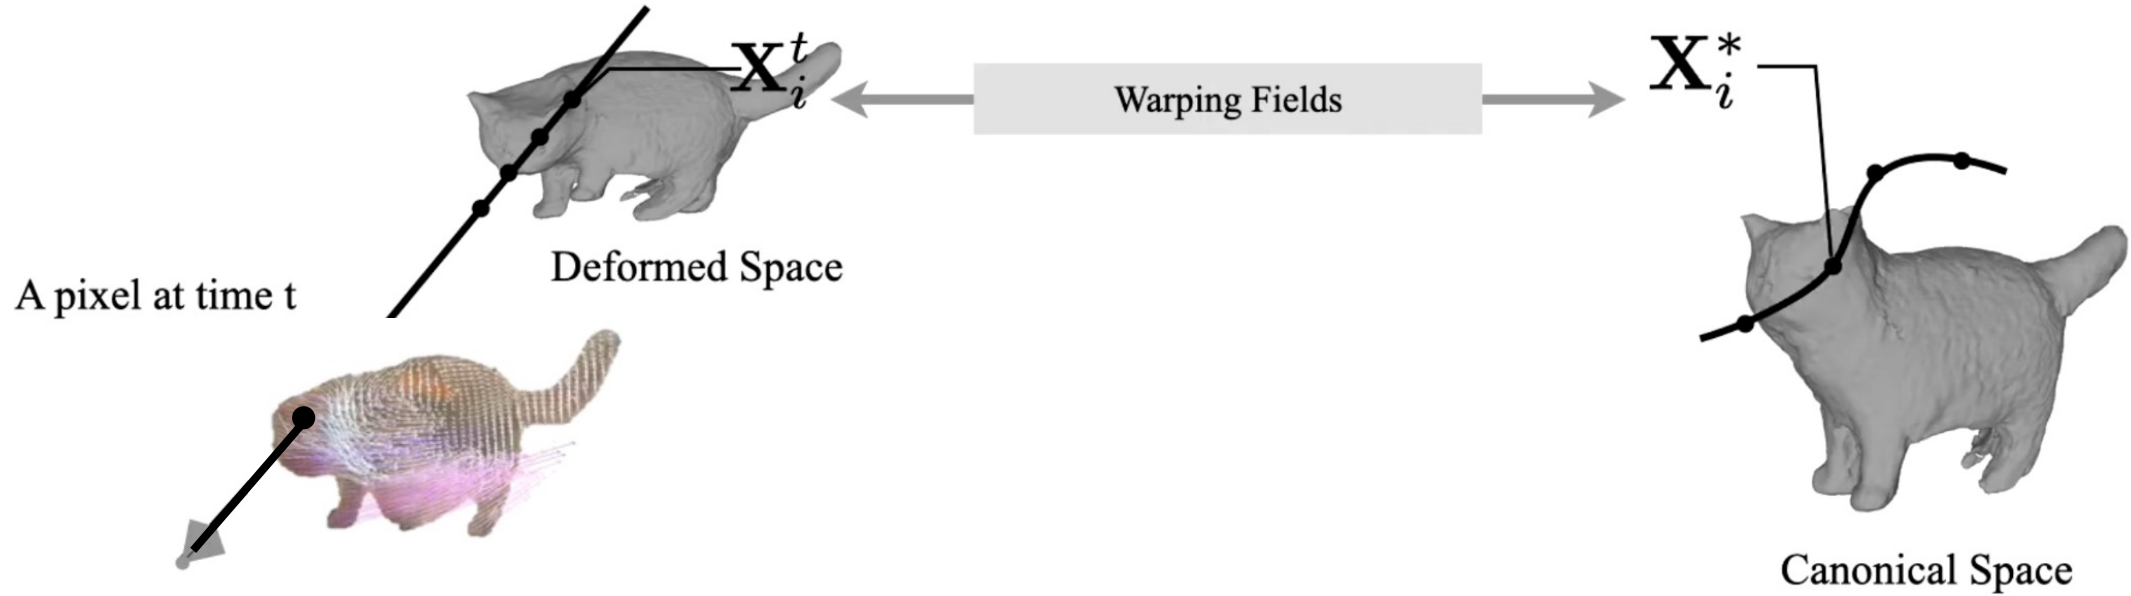 X_i^t
Warping Fields
X_i^*
Deformed Space
A pixel at time t
Canonical Space